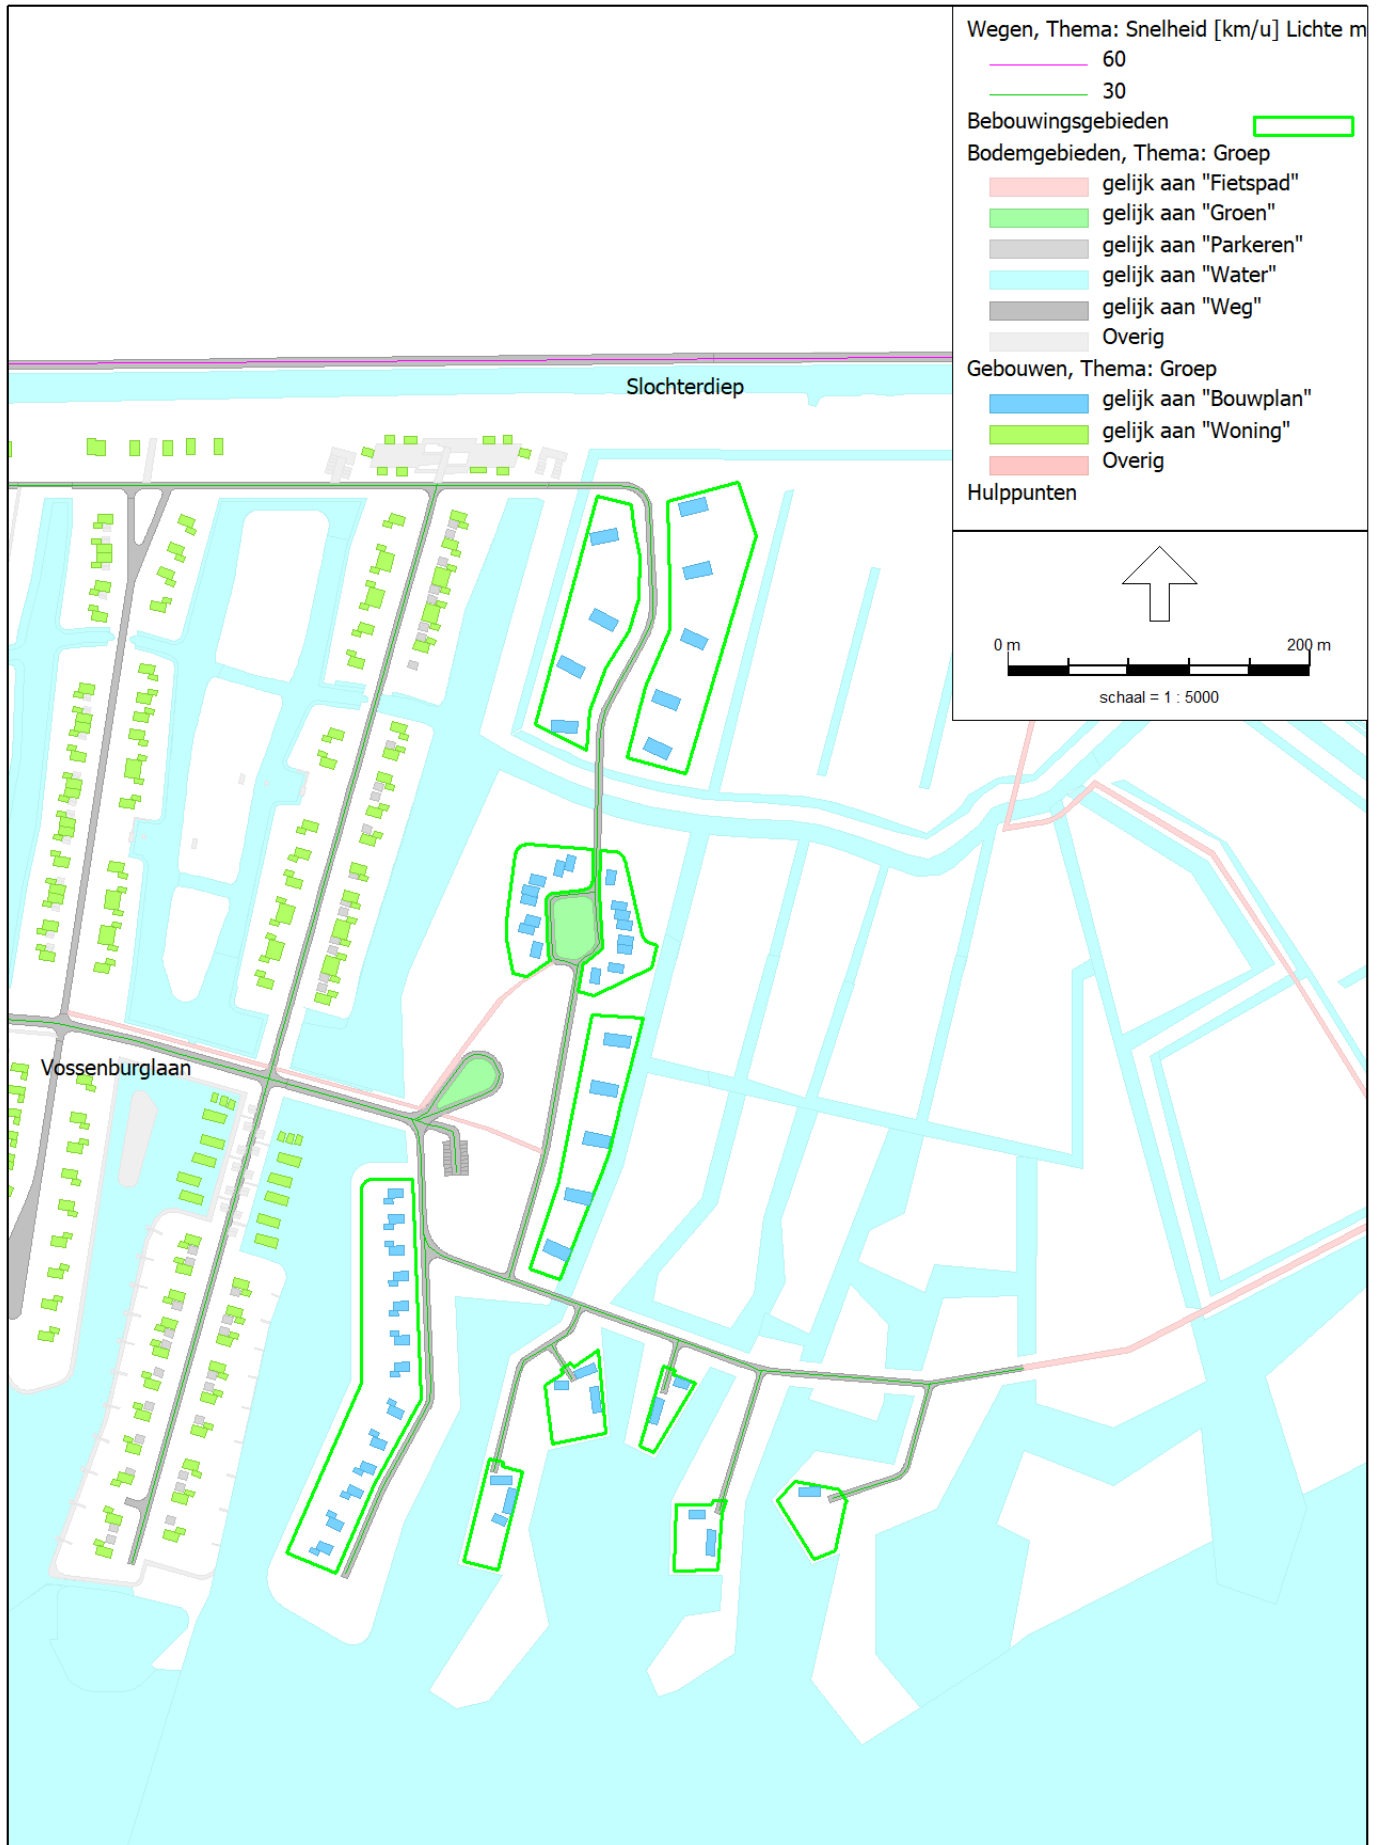 Wegen, Thema: Snelheid [km/u] Lichte m
60
30
Bebouwingsgebieden
Bodemgebieden, Thema: Groep
gelijk aan "Fietspad"
gelijk aan "Groen"
gelijk aan "Parkeren"
gelijk aan "Water"
gelijk aan "Weg"
Overig
Gebouwen, Thema: Groep
gelijk aan "Bouwplan"
gelijk aan "Woning"
Overig
Hulppunten
0 m 200 m
schaal = 1 : 5000
Slochterdiep
Vossenburglaan